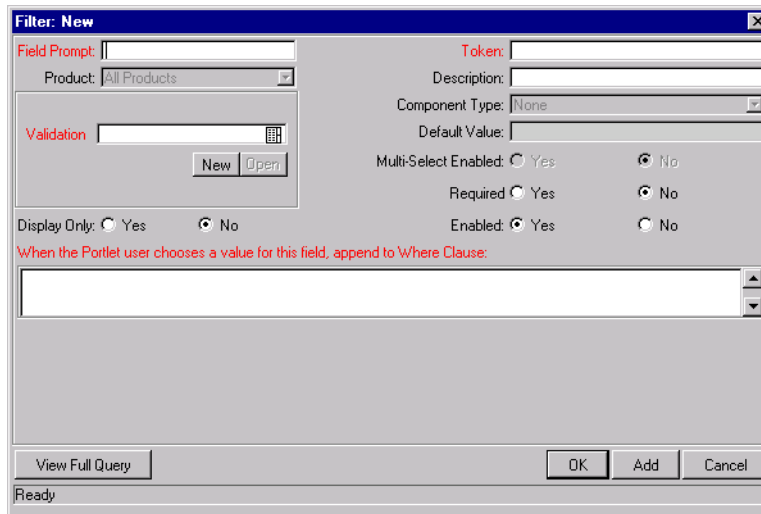 Filter: New
Field Prompt: Token:
Product: All Products Description:
Component Type: None
Validation Default Value:
New Open Multi-Select Enabled: Yes No
Required Yes No
Display Only: Yes No Enabled: Yes No
When the Portlet user chooses a value for this field, append to Where Clause:
View Full Query OK Add Cancel
Ready